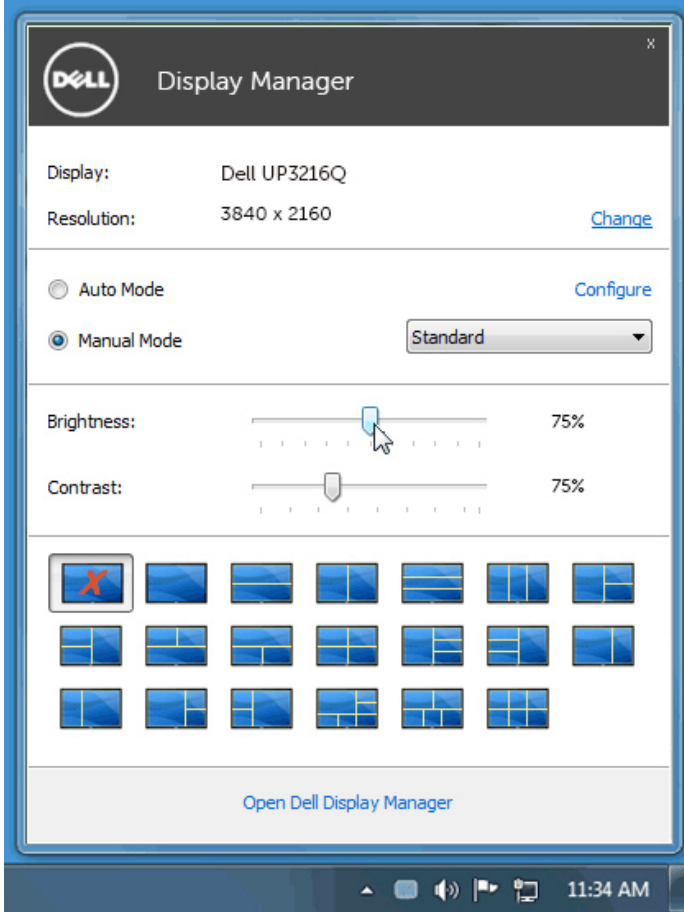 DELL
Display Manager
x
Display: Dell UP3216Q
Resolution: 3840 x 2160 Change
Auto Mode Configure
Manual Mode Standard
Brightness: 75%
Contrast: 75%
Open Dell Display Manager
11:34 AM